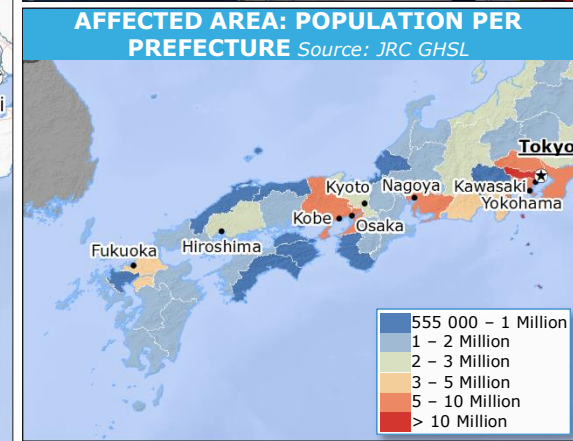 AFFECTED AREA: POPULATION PER
PREFECTURE Source: JRC GHSL
i
Tokyo
Kyoto
Nagoya
Kawasaki
Yokohama
Kobe
Osaka
Hiroshima
Fukuoka
555 000 – 1 Million
1 – 2 Million
2 – 3 Million
3 – 5 Million
5 – 10 Million
> 10 Million